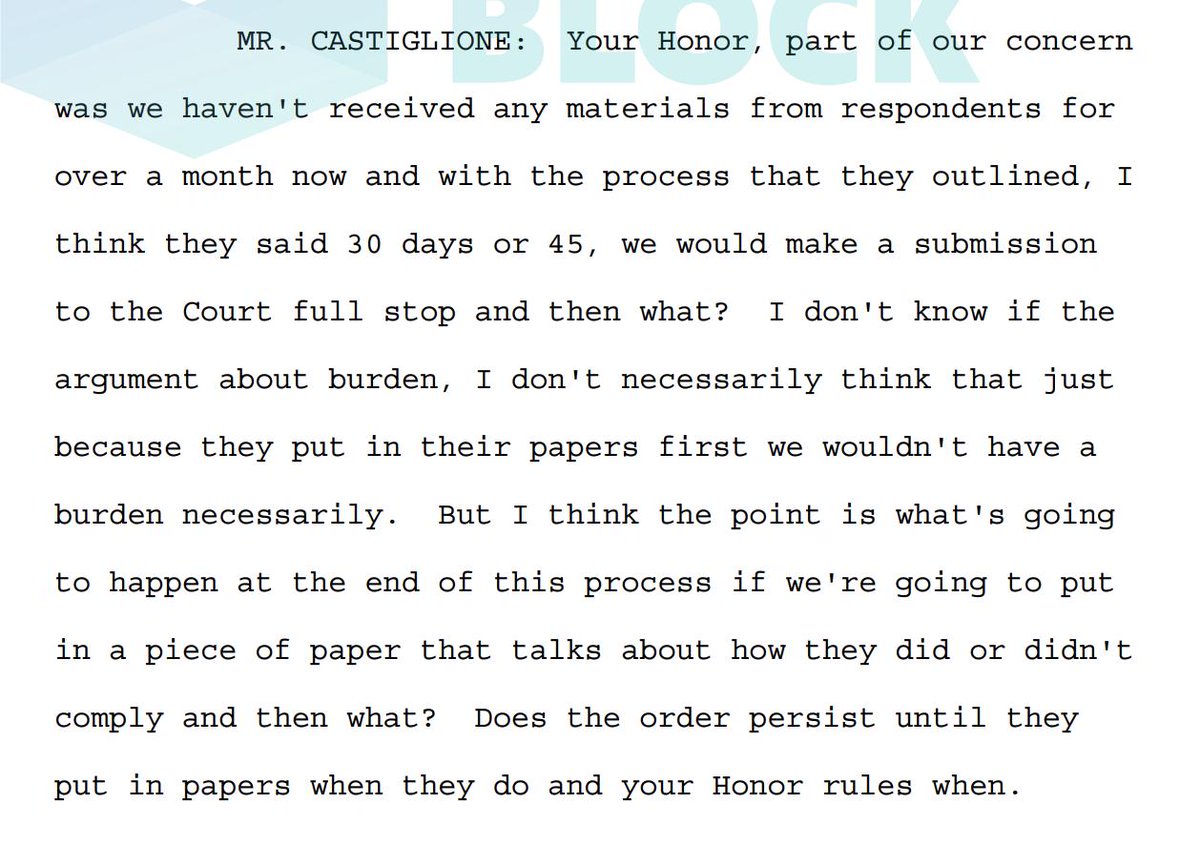 BLOCK
MR. CASTIGLIONE:  Your Honor, part of our concern
was we haven't received any materials from respondents for
over a month now and with the process that they outlined, I
think they said 30 days or 45, we would make a submission
to the Court full stop and then what?  I don't know if the
argument about burden, I don't necessarily think that just
because they put in their papers first we wouldn't have a
burden necessarily.  But I think the point is what's going
to happen at the end of this process if we're going to put
in a piece of paper that talks about how they did or didn't
comply and then what?  Does the order persist until they
put in papers when they do and your Honor rules when.